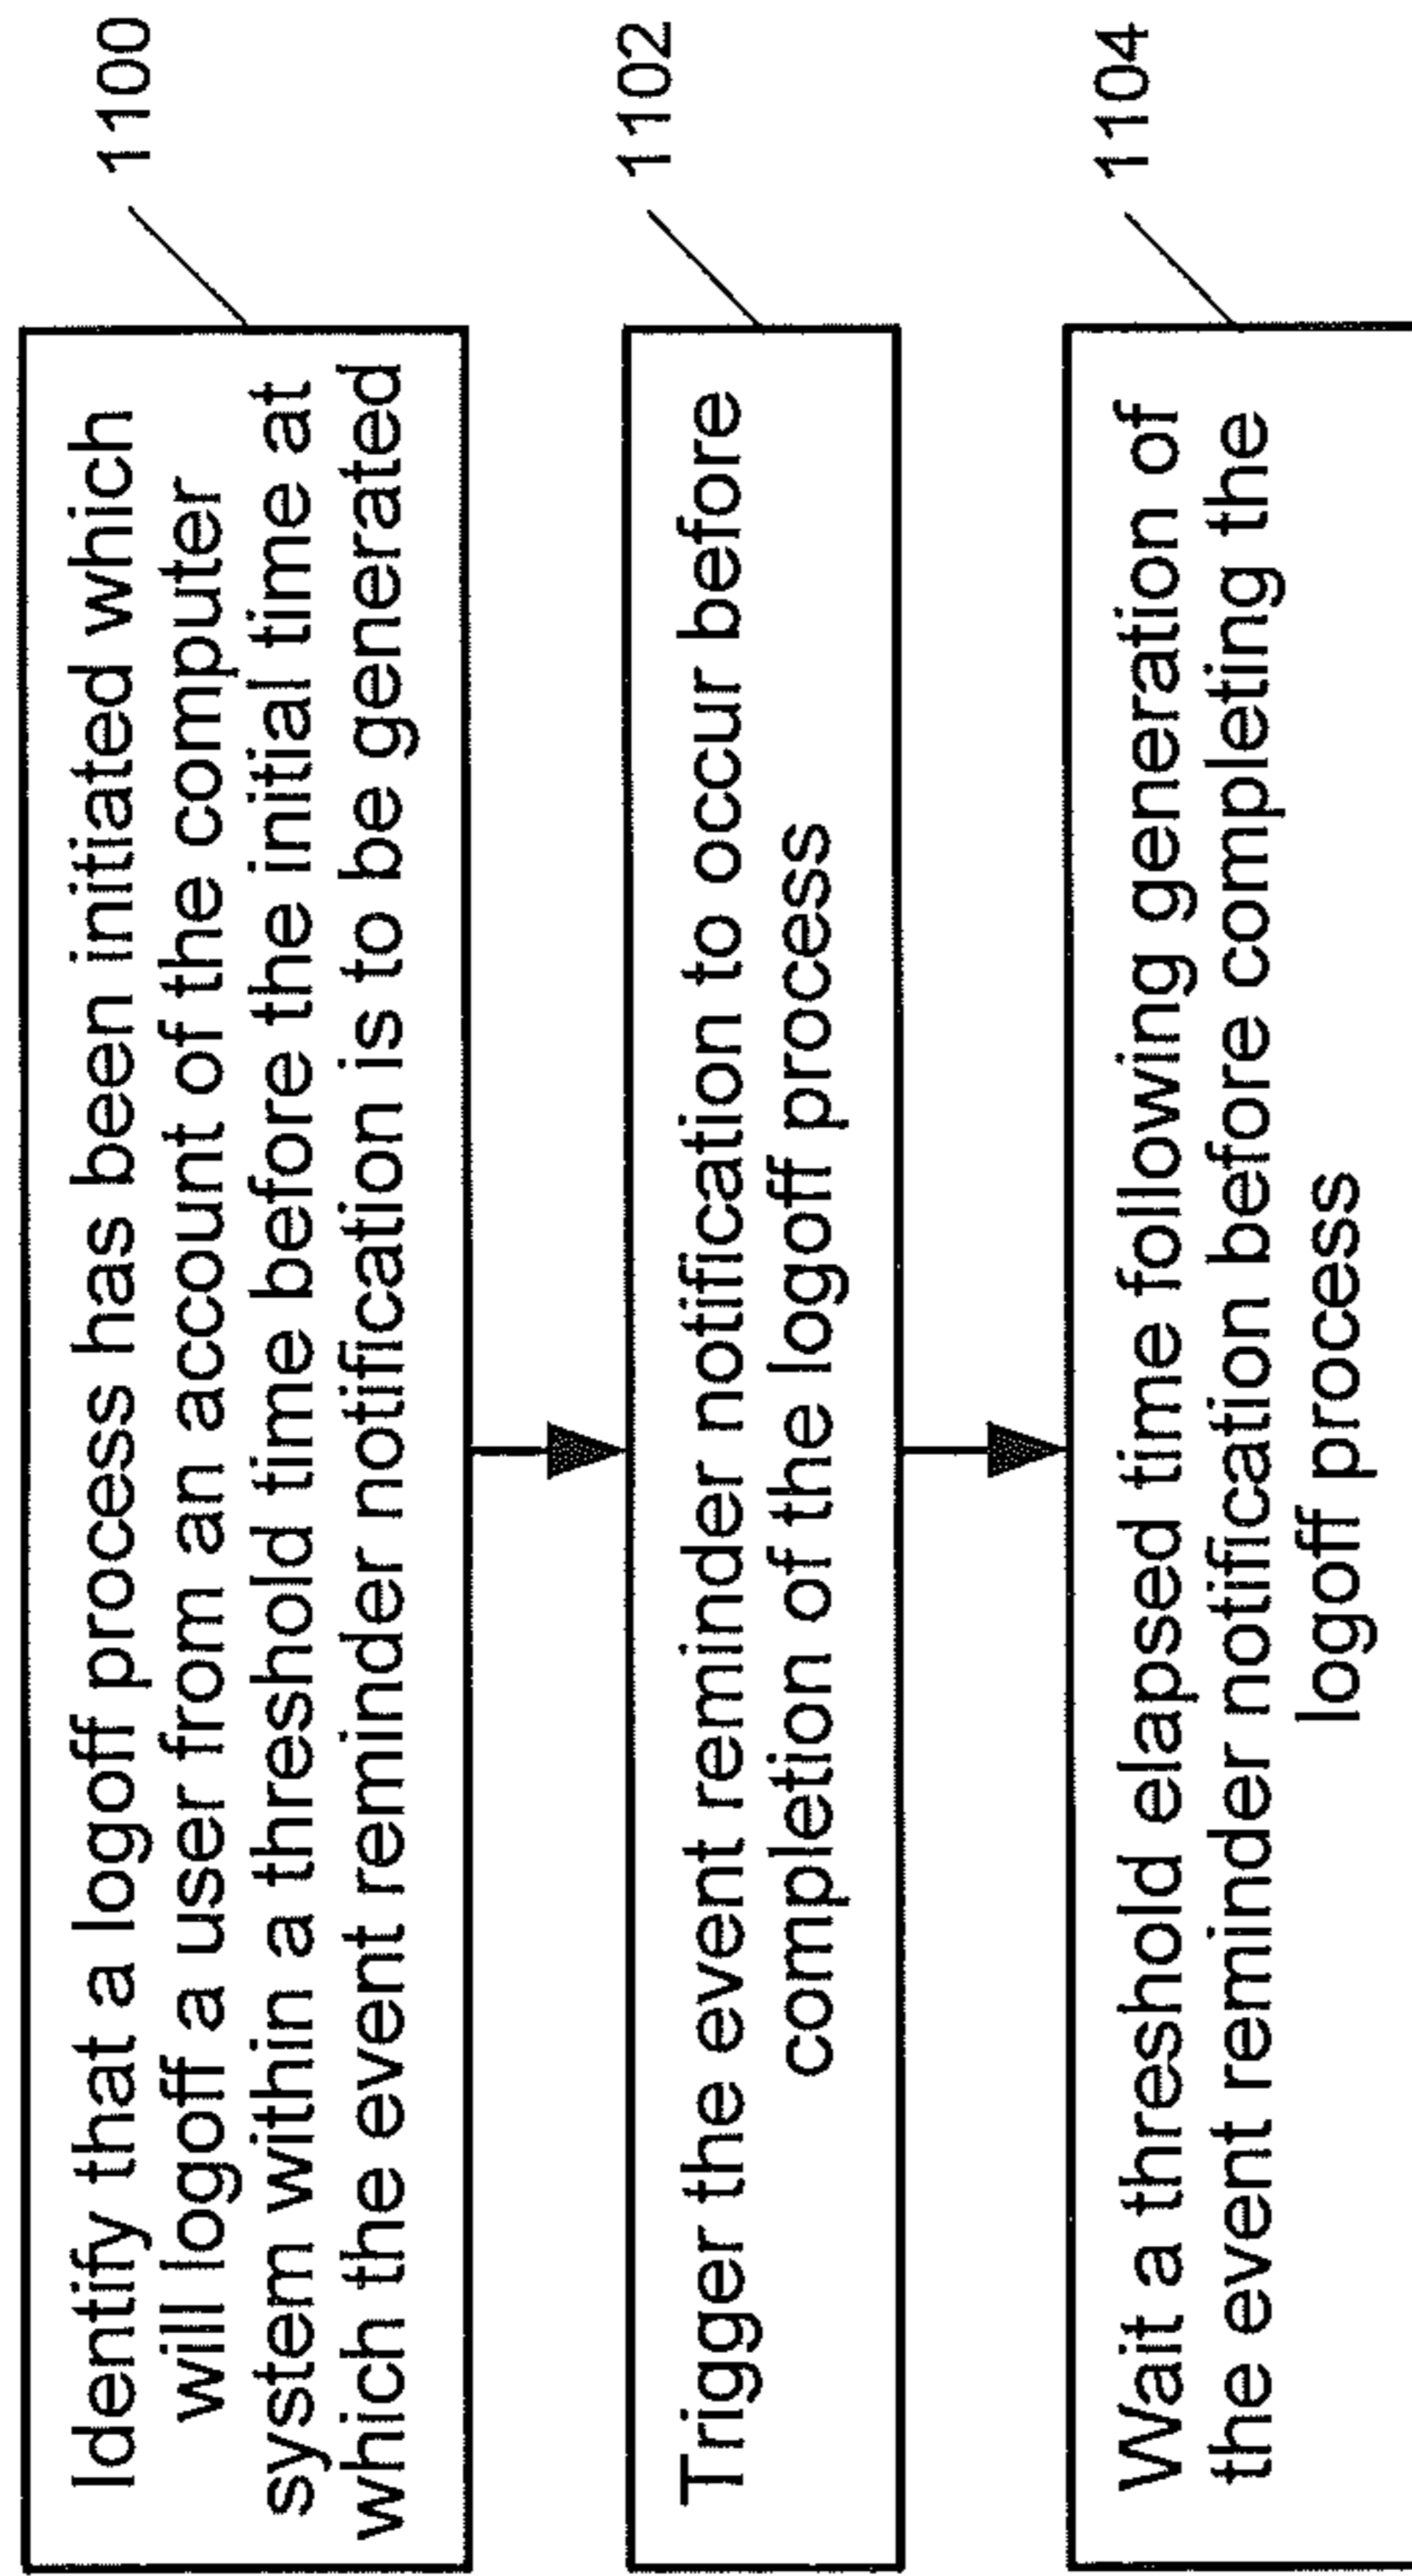 Identify that a logoff process has been initiated which
will logoff a user from an account of the computer
system within a threshold time before the initial time at
which the event reminder notification is to be generated
1100
Trigger the event reminder notification to occur before
completion of the logoff process
1102
Wait a threshold elapsed time following generation of
the event reminder notification before completing the
logoff process
1104